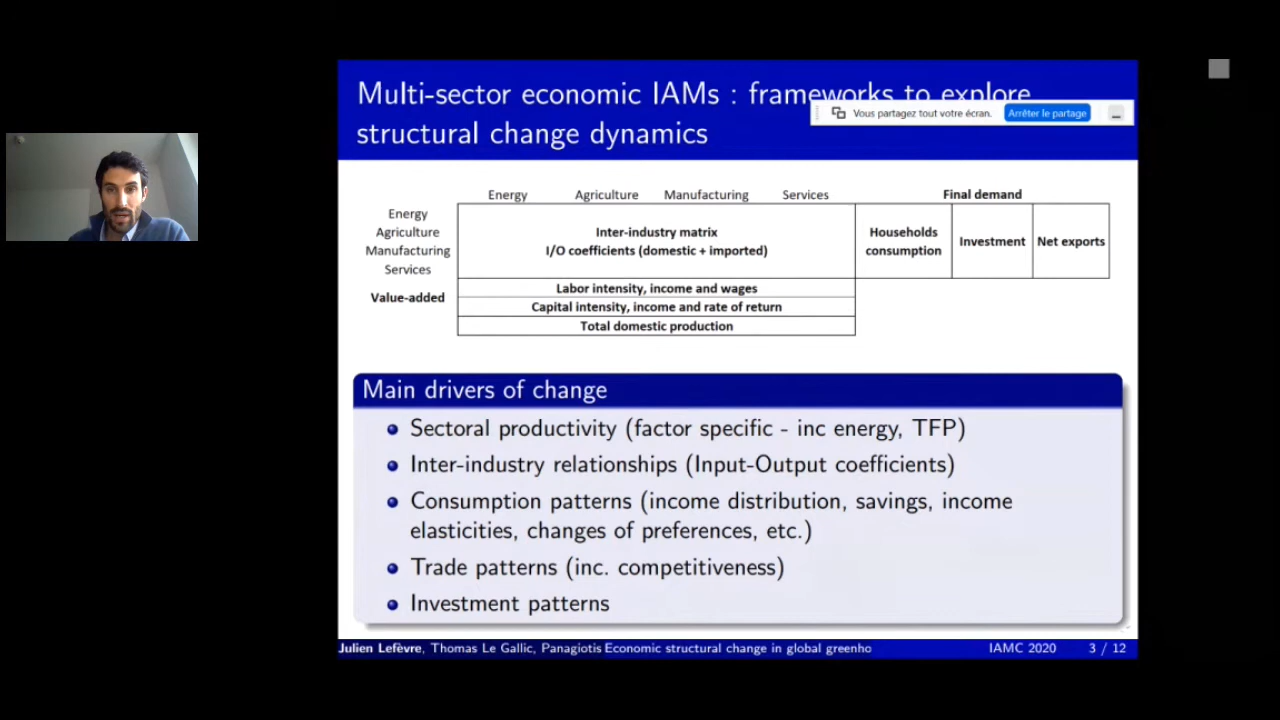 Multi-sector economic IAMs : frameworks to explore
structural change dynamics
Vous partagez tout votre écran. Arrêter le partage
Energy Agriculture Manufacturing Services Final demand
Energy
Agriculture
Manufacturing
Services
Inter-industry matrix
I/O coefficients (domestic + imported)
Households
consumption
Investment
Net exports
Value-added
Labor intensity, income and wages
Capital intensity, income and rate of return
Total domestic production
Main drivers of change
Sectoral productivity (factor specific - inc energy, TFP)
Inter-industry relationships (Input-Output coefficients)
Consumption patterns (income distribution, savings, income
elasticities, changes of preferences, etc.)
Trade patterns (inc. competitiveness)
Investment patterns
Julien Lefèvre, Thomas Le Gallic, Panagiotis Economic structural change in global greenho IAMC 2020 3 / 12